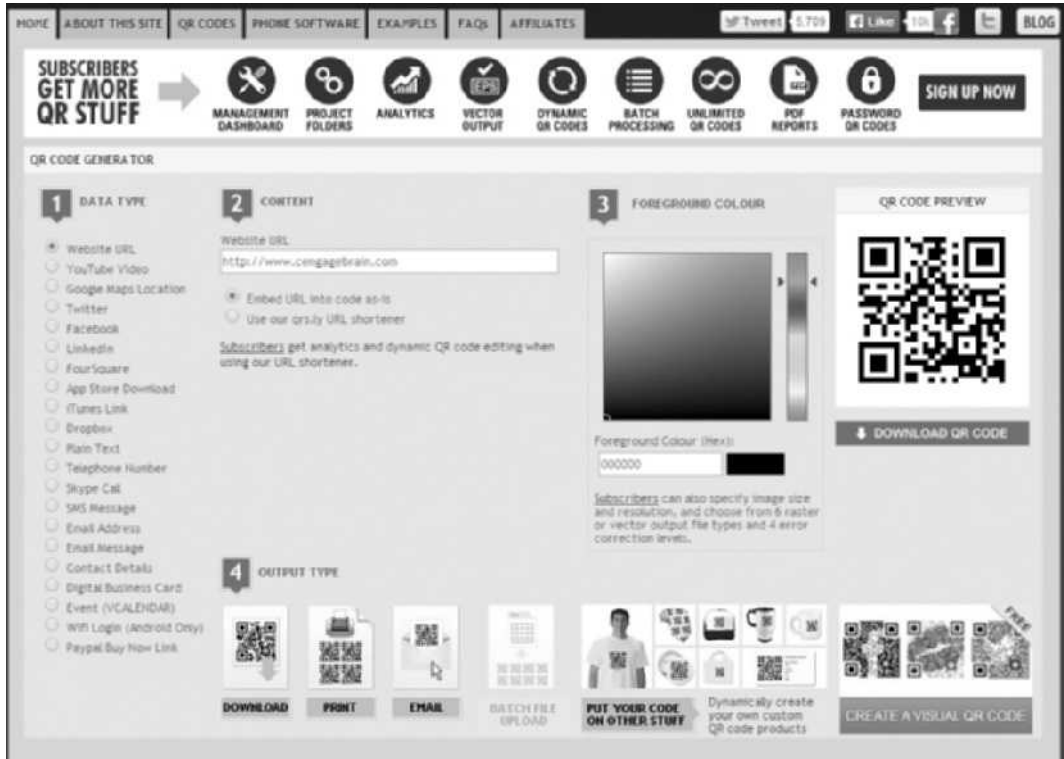 HOME ABOUT THIS SITE QR CODES PHONE SOFTWARE EXAMPLES FAQs AFFILIATES Tweet 5,709 Like 10k BLOG
SUBSCRIBERS
GET MORE
QR STUFF
MANAGEMENT
DASHBOARD
PROJECT
FOLDERS
ANALYTICS
EPS
VECTOR
OUTPUT
DYNAMIC
QR CODES
BATCH
PROCESSING
UNLIMITED
QR CODES
PDF
REPORTS
PASSWORD
QR CODES
SIGN UP NOW
QR CODE GENERATOR
1 DATA TYPE
Website URL
YouTube Video
Google Maps Location
Twitter
Facebook
LinkedIn
FourSquare
App Store Download
iTunes Link
Dropbox
Plain Text
Telephone Number
Skype Call
SMS Message
Email Address
Email Message
Contact Details
Digital Business Card
Event (VCALENDAR)
Wifi Login (Android Only)
Paypal Buy Now Link
2 CONTENT
Website URL
http://www.cengagebrain.com
Embed URL into code as-is
Use our qrs.ly URL shortener
Subscribers get analytics and dynamic QR code editing when
using our URL shortener.
3 FOREGROUND COLOUR
Foreground Colour (Hex):
000000
Subscribers can also specify image size
and resolution, and choose from 6 raster
or vector output file types and 4 error
correction levels.
QR CODE PREVIEW
DOWNLOAD QR CODE
4 OUTPUT TYPE
DOWNLOAD
PRINT
EMAIL
BATCH FILE
UPLOAD
PUT YOUR CODE
ON OTHER STUFF
Dynamically create
your own custom
QR code products
FREE
CREATE A VISUAL QR CODE